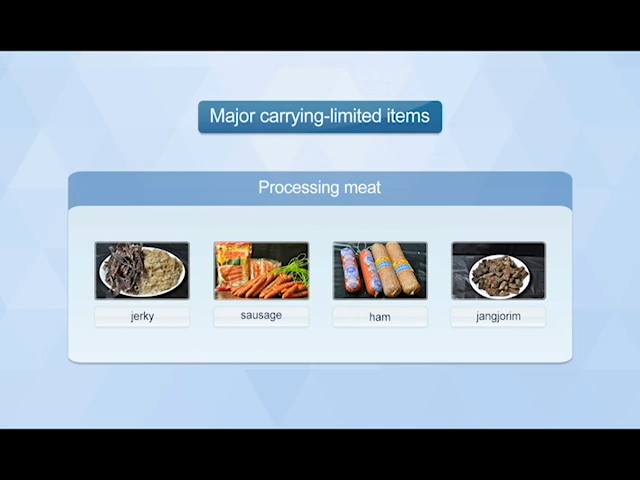 Major carrying-limited items
Processing meat
jerky
sausage
ham
jangjorim